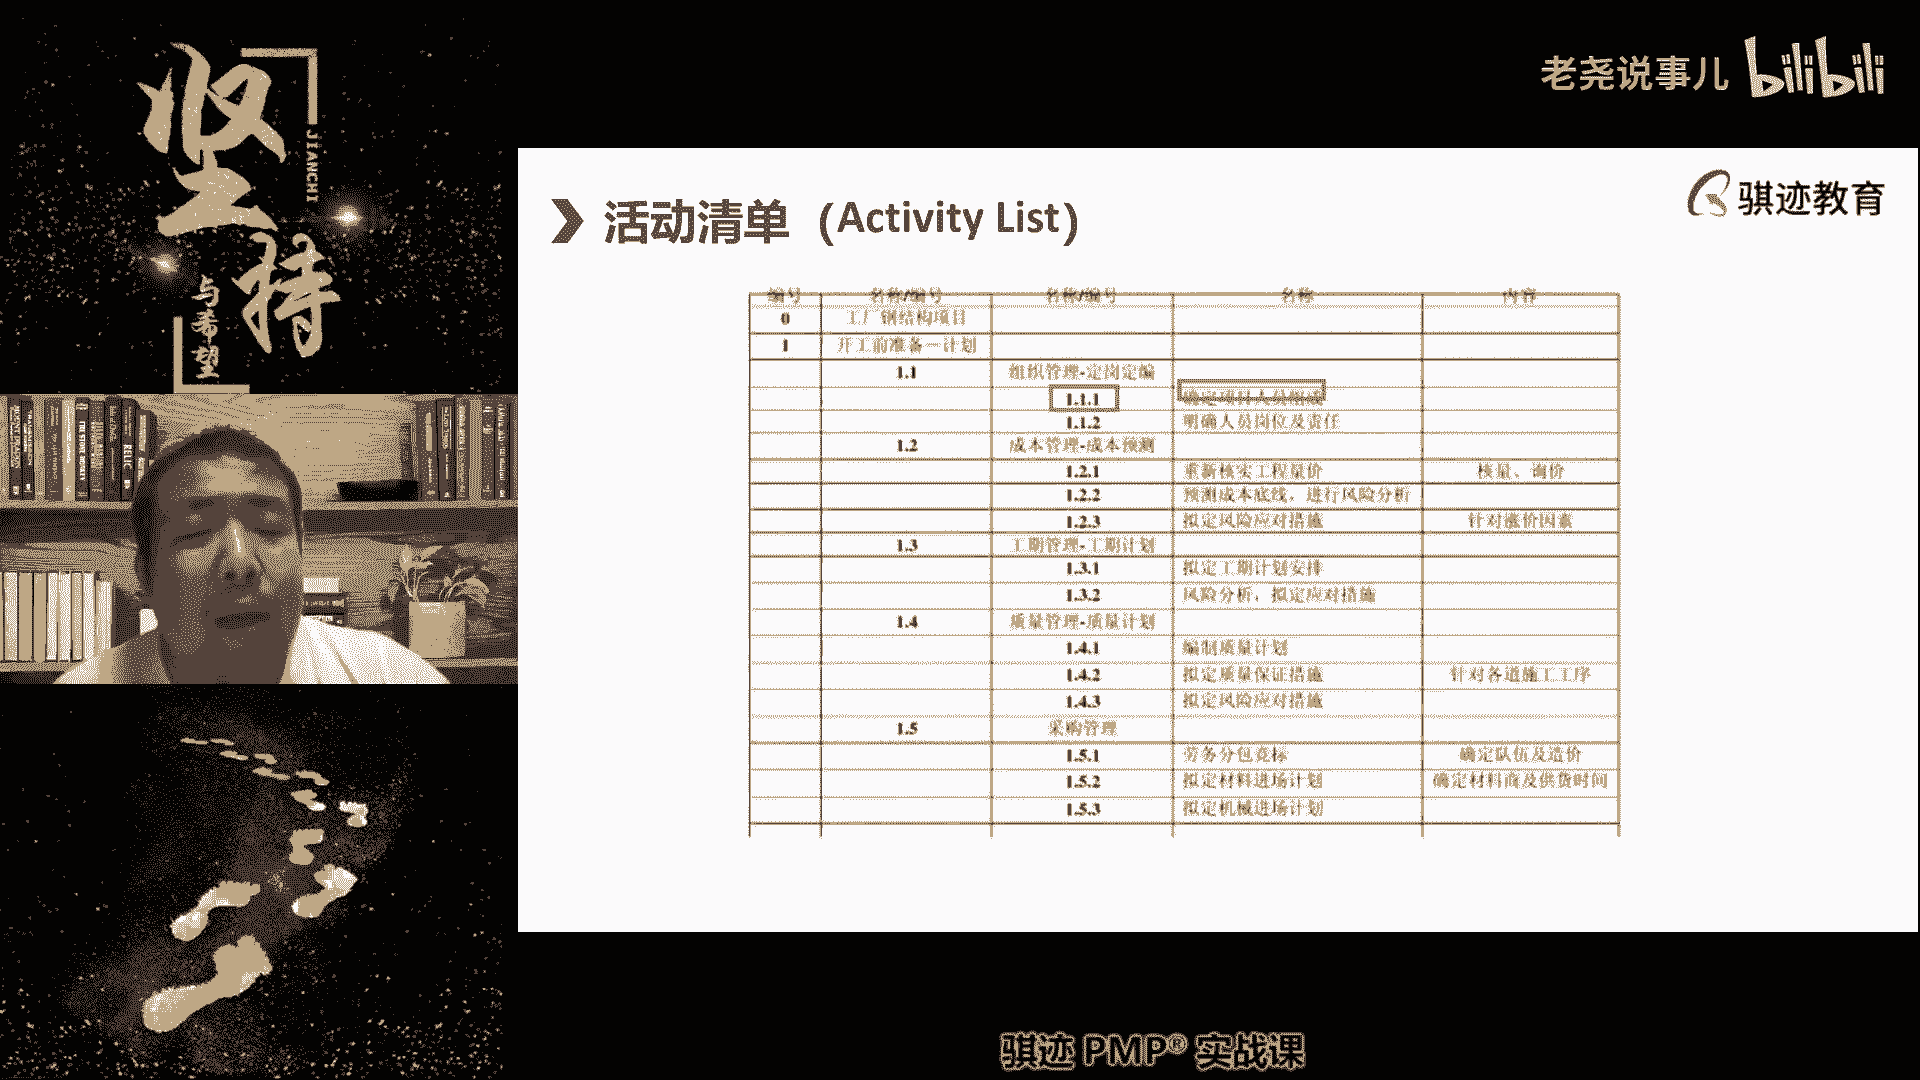 坚持
JIANCHI
与希望
老尧说事儿 bilibili
骐迹教育
活动清单（Activity List）
编号 名称/编号 名称/编号 名称 内容
0 工厂钢结构项目
1 开工前准备—计划
1.1 组织管理-定岗定编
1.1.1 确定项目人员组成
1.1.2 明确人员岗位及责任
1.2 成本管理-成本预测
1.2.1 重新核实工程量价 核量、询价
1.2.2 预测成本底线，进行风险分析
1.2.3 拟定风险应对措施 针对涨价因素
1.3 工期管理-工期计划
1.3.1 拟定工期计划安排
1.3.2 风险分析、拟定应对措施
1.4 质量管理-质量计划
1.4.1 编制质量计划
1.4.2 拟定质量保证措施 针对各道施工工序
1.4.3 拟定风险应对措施
1.5 采购管理
1.5.1 劳务分包竞标 确定队伍及造价
1.5.2 拟定材料进场计划 确定材料商及供货时间
1.5.3 拟定机械进场计划
骐迹 PMP® 实战课